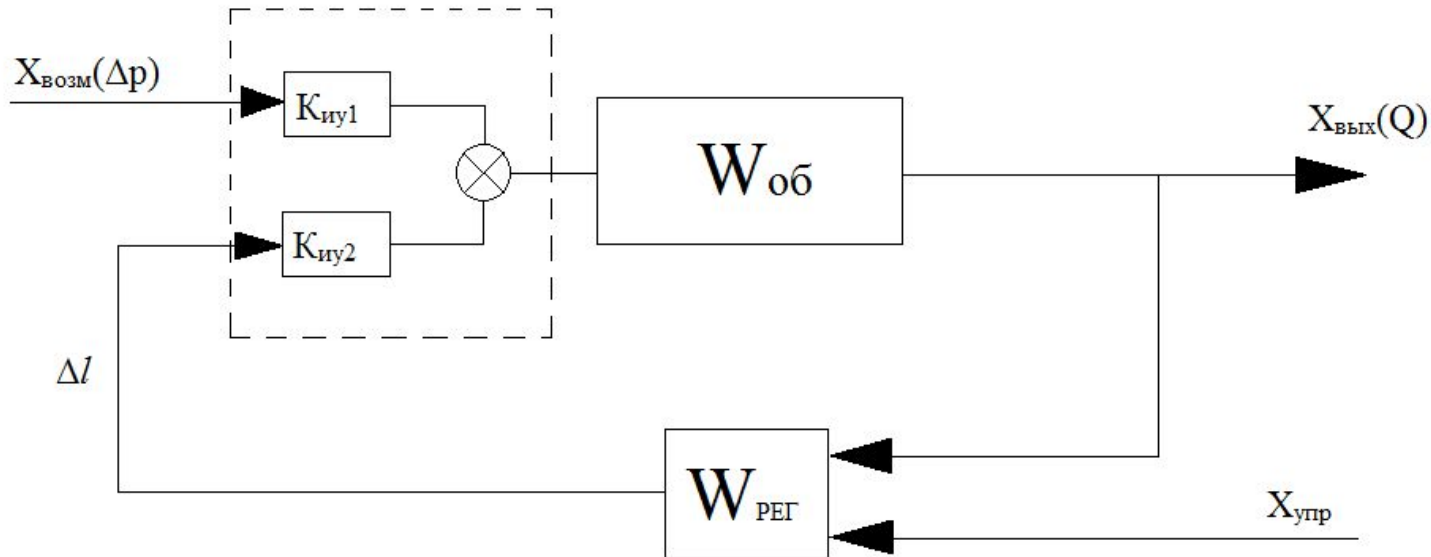 Xвозм(Δp)
Kиу1
Xвых(Q)
Wоб
Kиу2
Δl
WРЕГ
Xупр